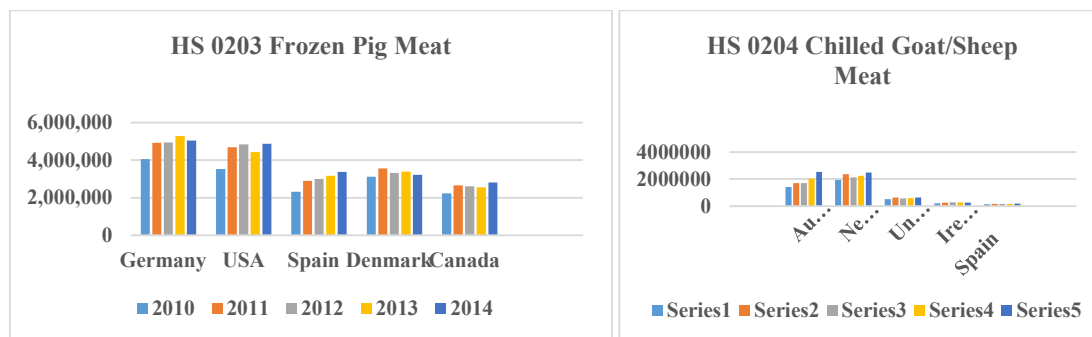 HS 0203 Frozen Pig Meat
6,000,000
4,000,000
2,000,000
0
Germany USA Spain Denmark Canada
2010 2011 2012 2013 2014
HS 0204 Chilled Goat/Sheep
Meat
4000000
2000000
0
Au...
Ne...
Un...
Ire...
Spain
Series1 Series2 Series3 Series4 Series5